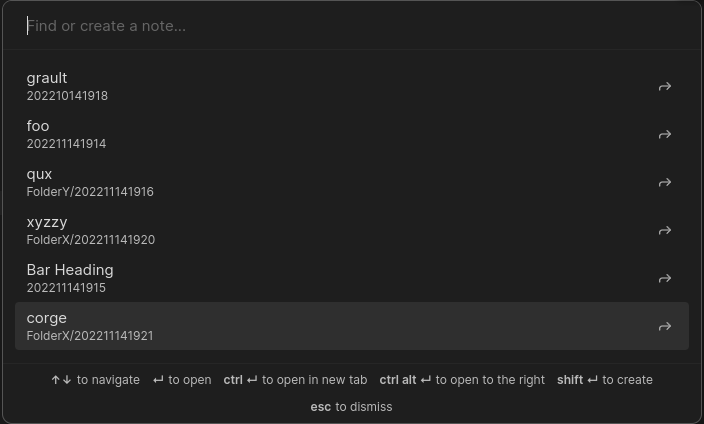 Find or create a note...
grault
202210141918
foo
202211141914
qux
FolderY/202211141916
xyzzy
FolderX/202211141920
Bar Heading
202211141915
corge
FolderX/202211141921
↑↓ to navigate ↵ to open ctrl ↵ to open in new tab ctrl alt ↵ to open to the right shift ↵ to create
esc to dismiss